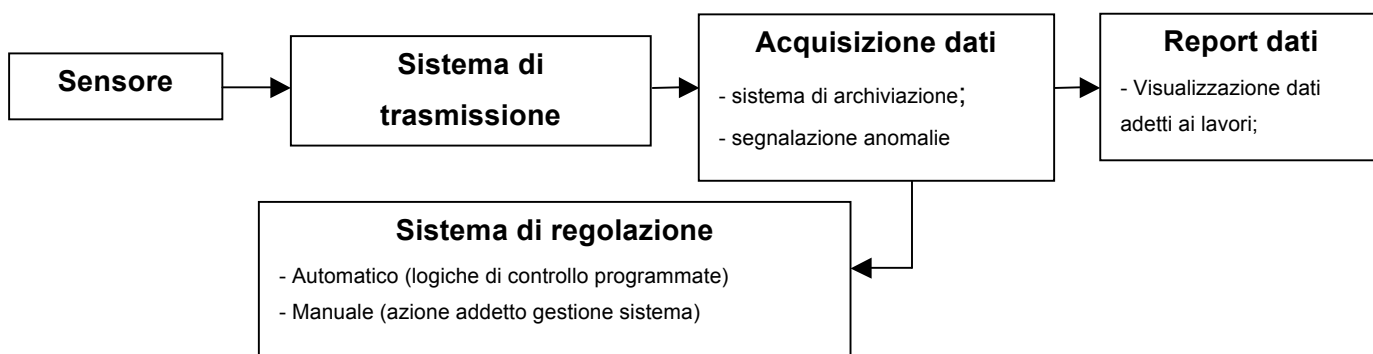 Sensore
Sistema di
trasmissione
Acquisizione dati
- sistema di archiviazione;
- segnalazione anomalie
Report dati
- Visualizzazione dati
adetti ai lavori;
Sistema di regolazione
- Automatico (logiche di controllo programmate)
- Manuale (azione addetto gestione sistema)